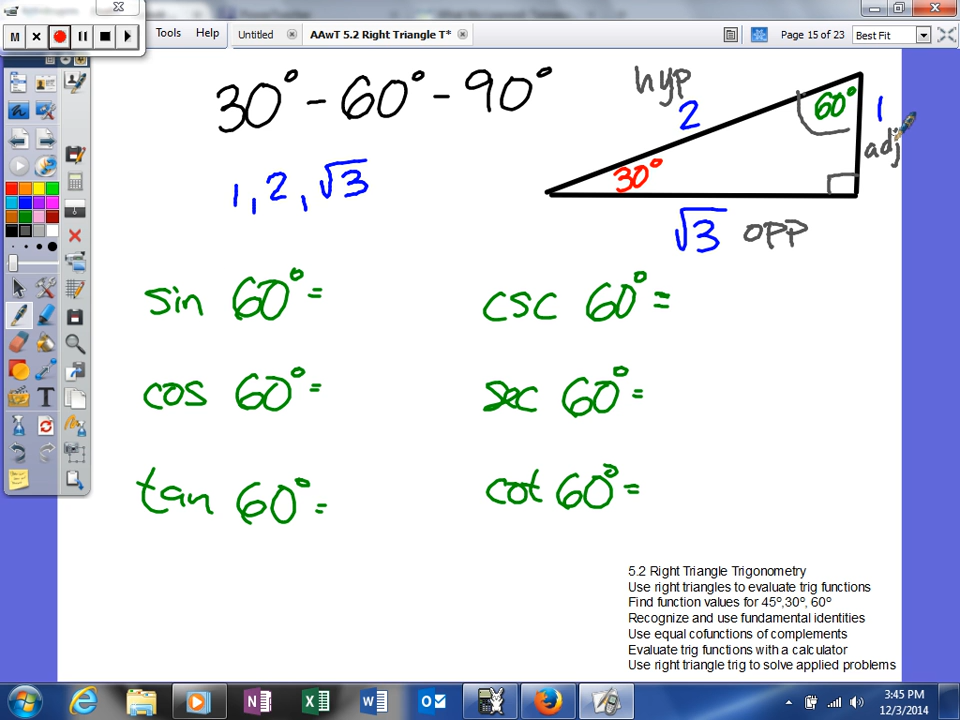 M
Tools Help Untitled AAwT 5.2 Right Triangle T* Page 15 of 23 Best Fit
30° - 60° - 90°
1, 2, √3
hyp
2
60°
1
adj
30°
√3 opp
sin 60° =
csc 60° =
cos 60° =
sec 60° =
tan 60° =
cot 60° =
5.2 Right Triangle Trigonometry
Use right triangles to evaluate trig functions
Find function values for 45°,30°, 60°
Recognize and use fundamental identities
Use equal cofunctions of complements
Evaluate trig functions with a calculator
Use right triangle trig to solve applied problems
3:45 PM
12/3/2014